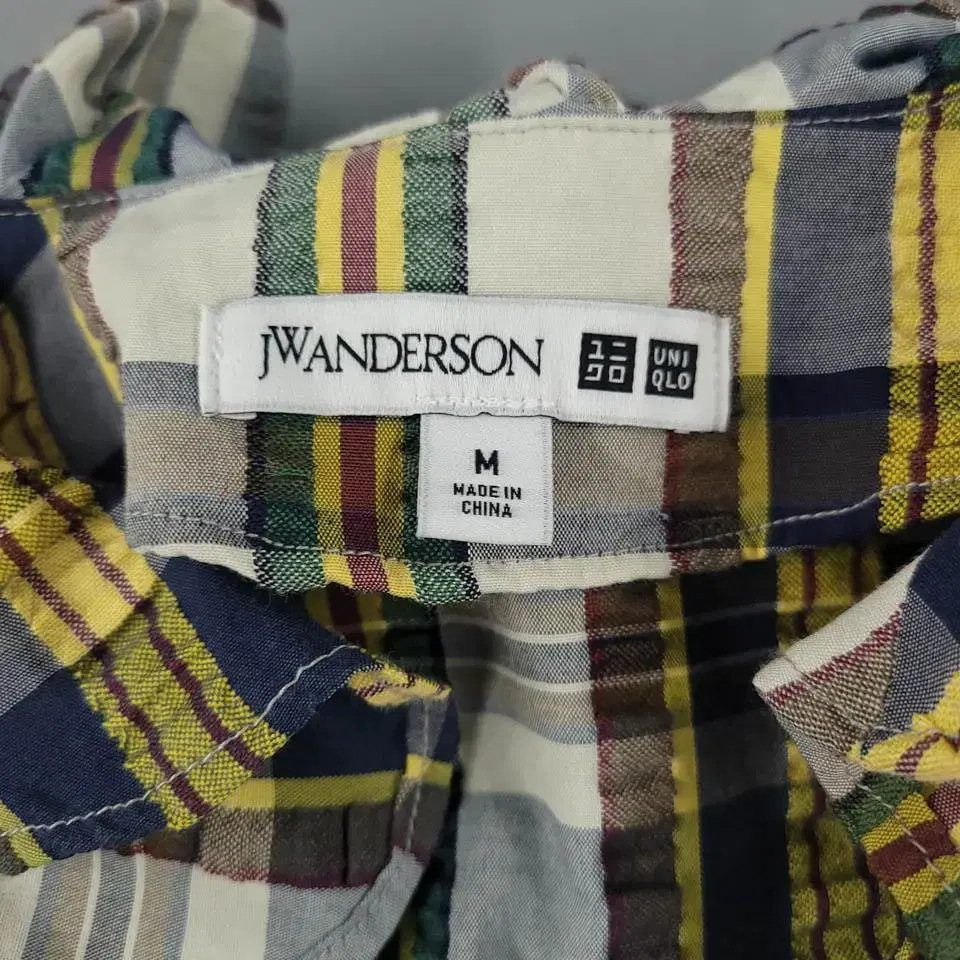 JWANDERSON
ユニ
クロ
UNI
QLO
M
MADE IN
CHINA